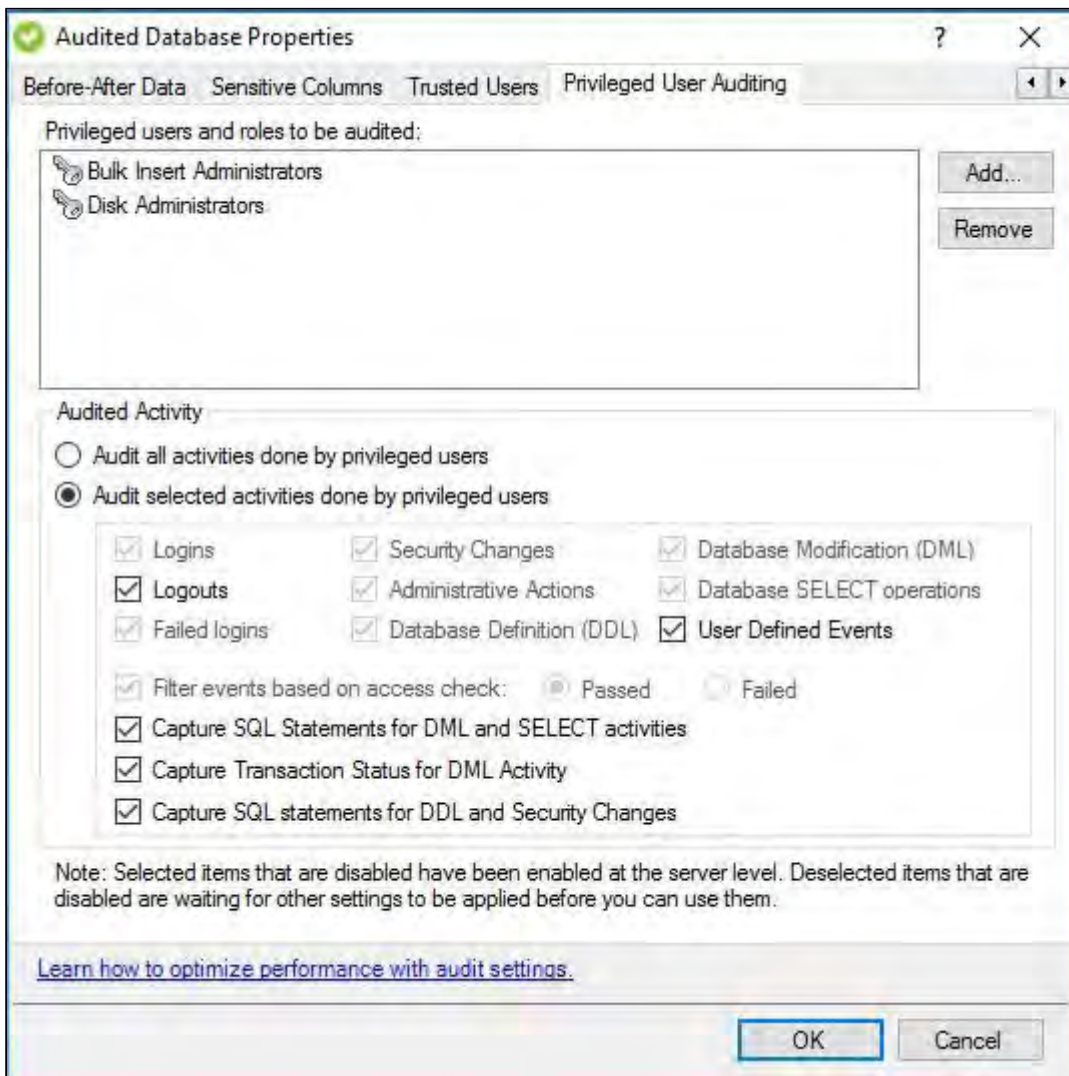 Audited Database Properties
?
Before-After Data Sensitive Columns Trusted Users Privileged User Auditing
Privileged users and roles to be audited:
Bulk Insert Administrators
Disk Administrators
Add...
Remove
Audited Activity
Audit all activities done by privileged users
Audit selected activities done by privileged users
Logins Security Changes Database Modification (DML)
Logouts Administrative Actions Database SELECT operations
Failed logins Database Definition (DDL) User Defined Events
Filter events based on access check: Passed Failed
Capture SQL Statements for DML and SELECT activities
Capture Transaction Status for DML Activity
Capture SQL statements for DDL and Security Changes
Note: Selected items that are disabled have been enabled at the server level. Deselected items that are
disabled are waiting for other settings to be applied before you can use them.
Learn how to optimize performance with audit settings.
OK Cancel